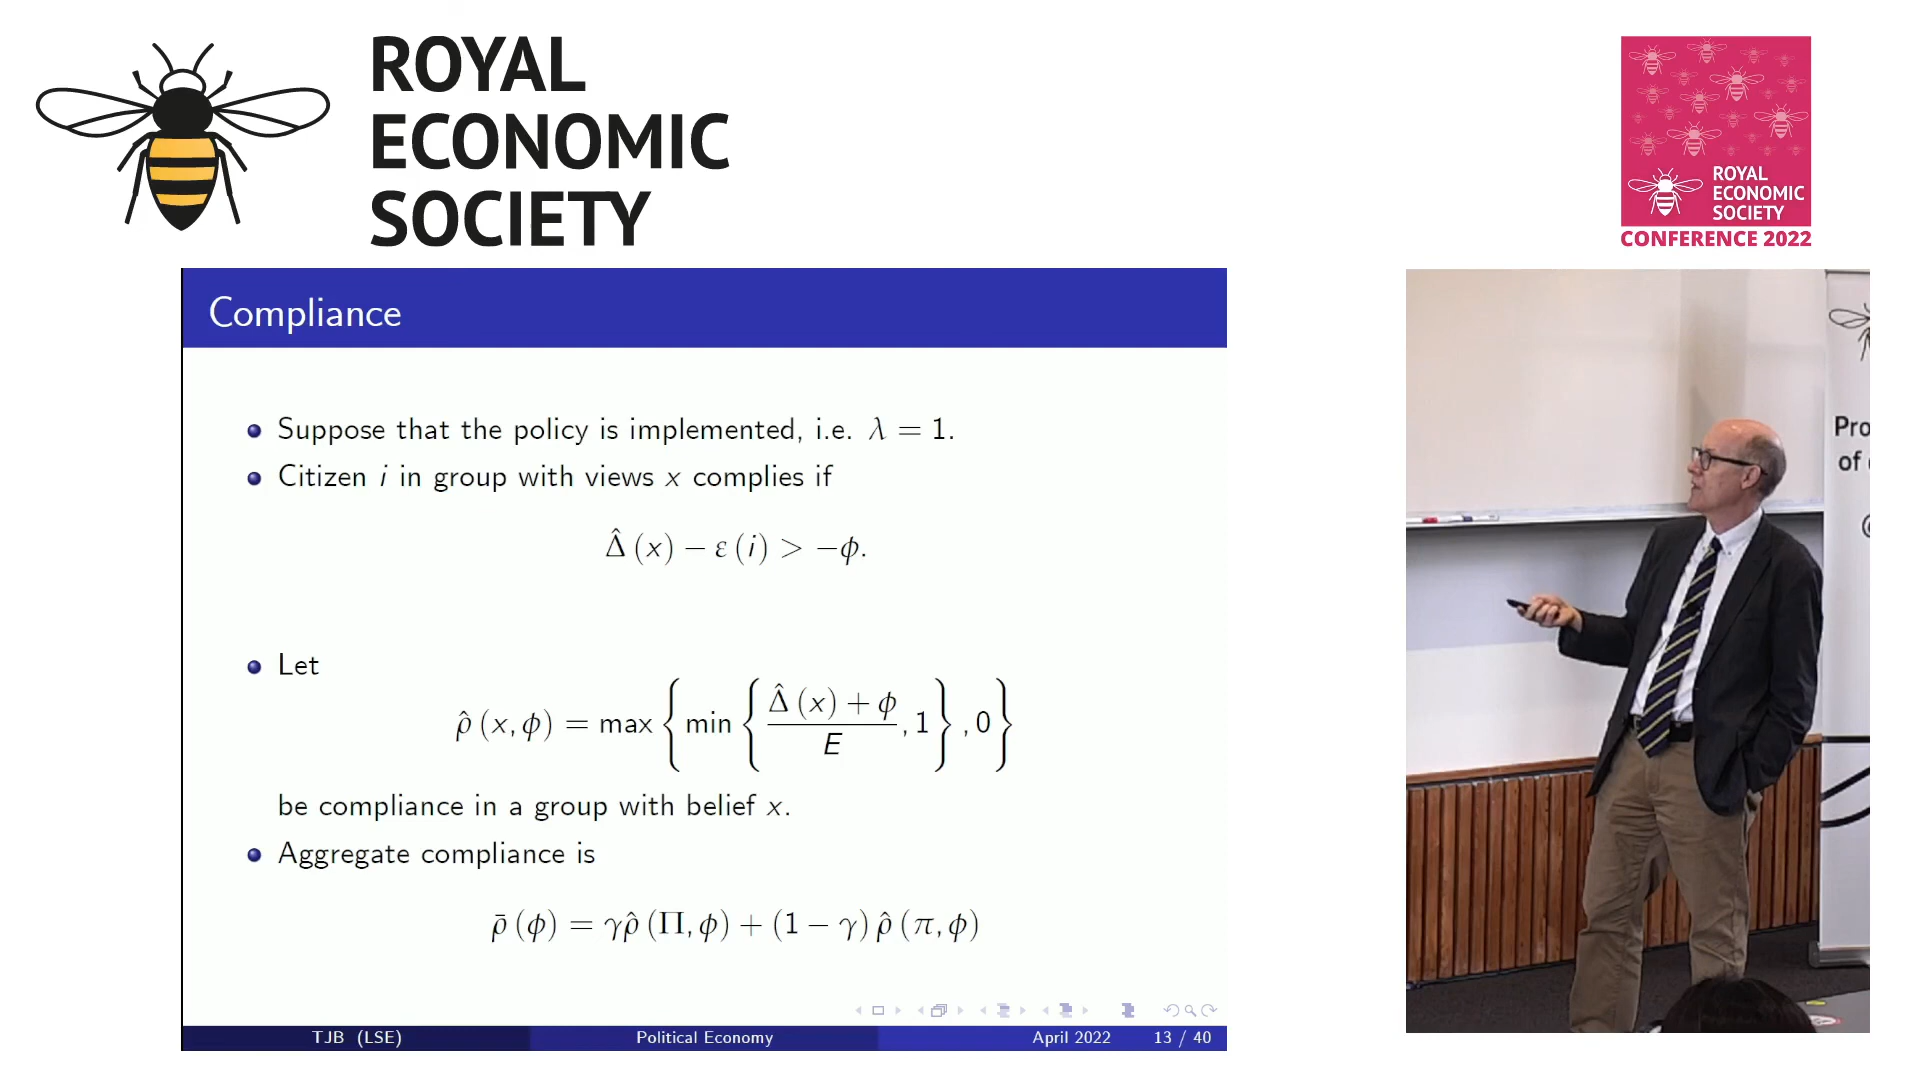 ROYAL
ECONOMIC
SOCIETY
ROYAL
ECONOMIC
SOCIETY
CONFERENCE 2022
Compliance
Suppose that the policy is implemented, i.e. λ = 1.
Citizen i in group with views x complies if
Δ̂ (x) − ε (i) > −ϕ.
Let
ρ̂ (x, ϕ) = max { min { Δ̂ (x) + ϕ / E , 1 } , 0 }
be compliance in a group with belief x.
Aggregate compliance is
ρ̄ (ϕ) = γρ̂ (Π, ϕ) + (1 − γ) ρ̂ (π, ϕ)
TJB (LSE) Political Economy April 2022 13 / 40
Pro
of